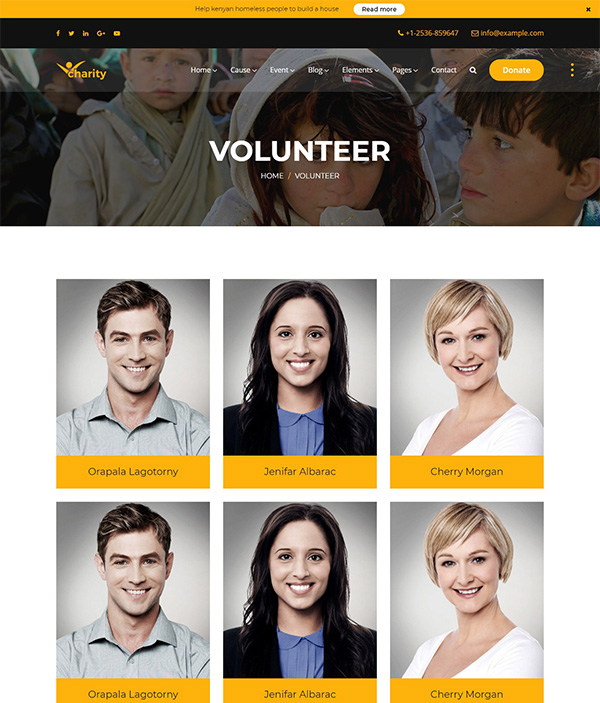 Help kenyan homeless people to build a house Read more
+1-2536-859647 info@example.com
charity Home Cause Event Blog Elements Pages Contact Donate
VOLUNTEER
HOME / VOLUNTEER
Orapala Lagotorny Jenifar Albarac Cherry Morgan
Orapala Lagotorny Jenifar Albarac Cherry Morgan